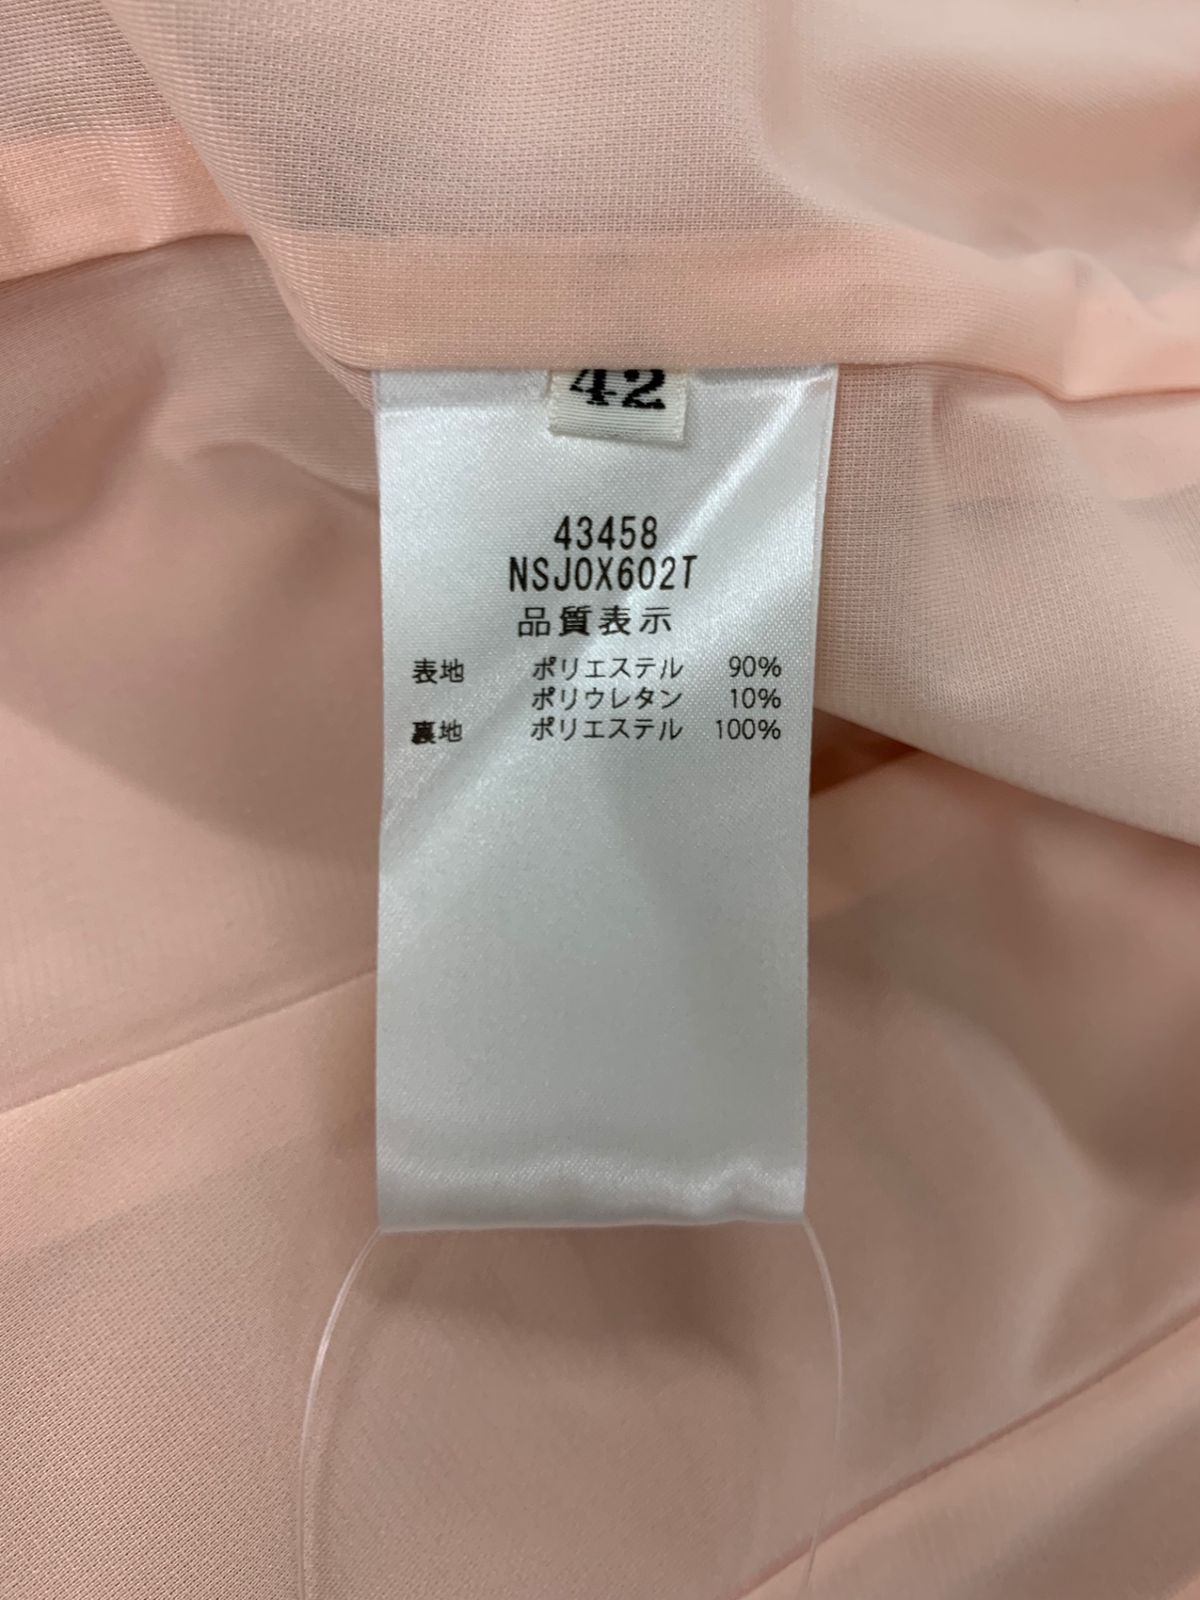 42
43458
NSJOX602T
品質表示
表地 ポリエステル 90%
ポリウレタン 10%
裏地 ポリエステル 100%